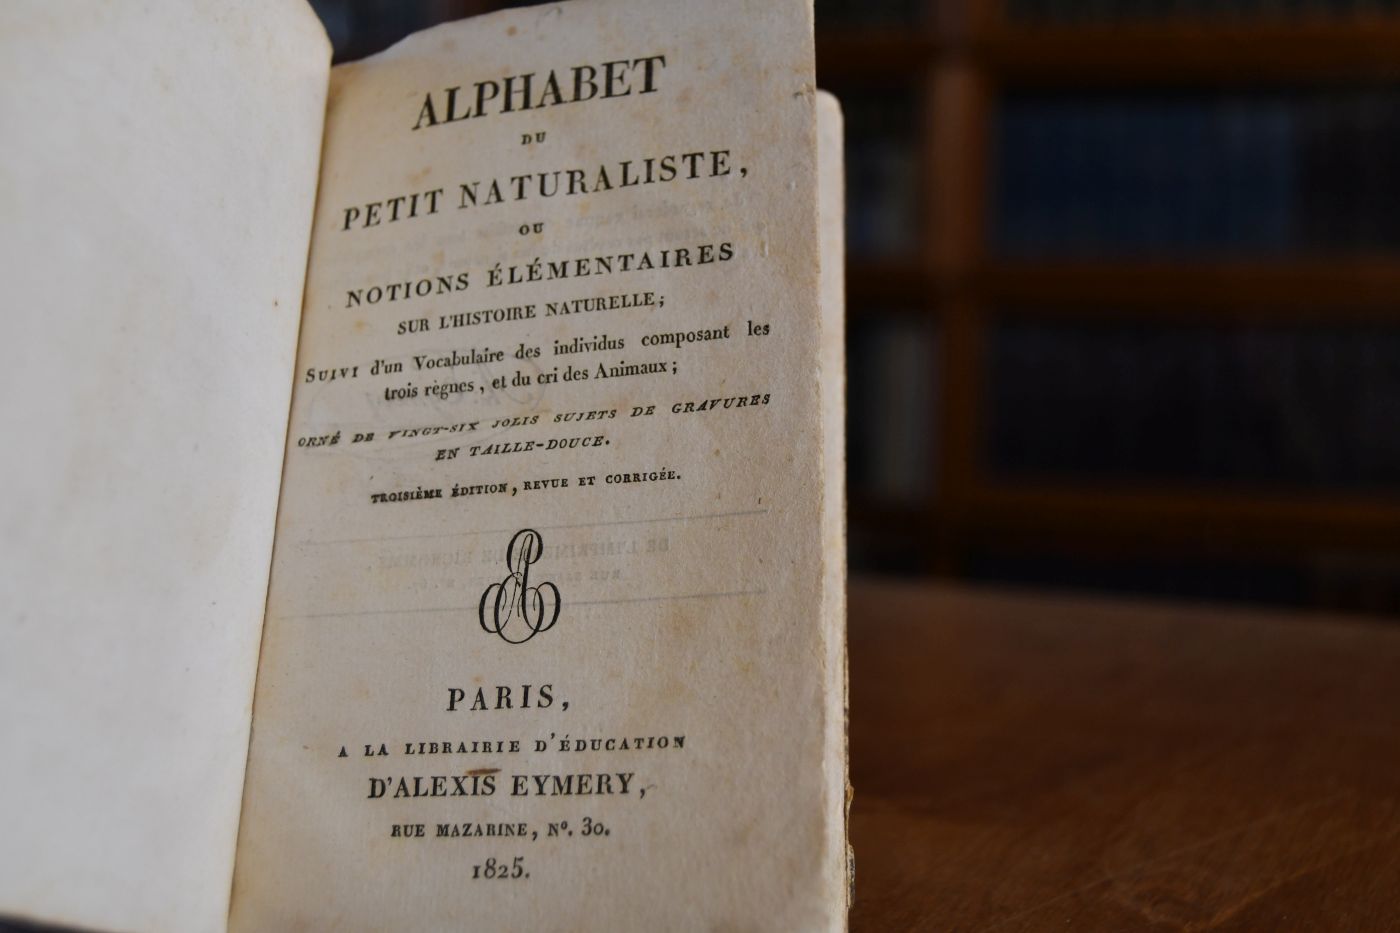 ALPHABET
DU
PETIT NATURALISTE,
OU
NOTIONS ÉLÉMENTAIRES
SUR L'HISTOIRE NATURELLE;
SUIVI d'un Vocabulaire des individus composant les
trois règnes, et du cri des Animaux;
ORNÉ DE VINGT-SIX JOLIS SUJETS DE GRAVURES
EN TAILLE-DOUCE.
TROISIÈME ÉDITION, REVUE ET CORRIGÉE.
PARIS,
A LA LIBRAIRIE D'ÉDUCATION
D'ALEXIS EYMERY,
RUE MAZARINE, Nº. 30.
1825.